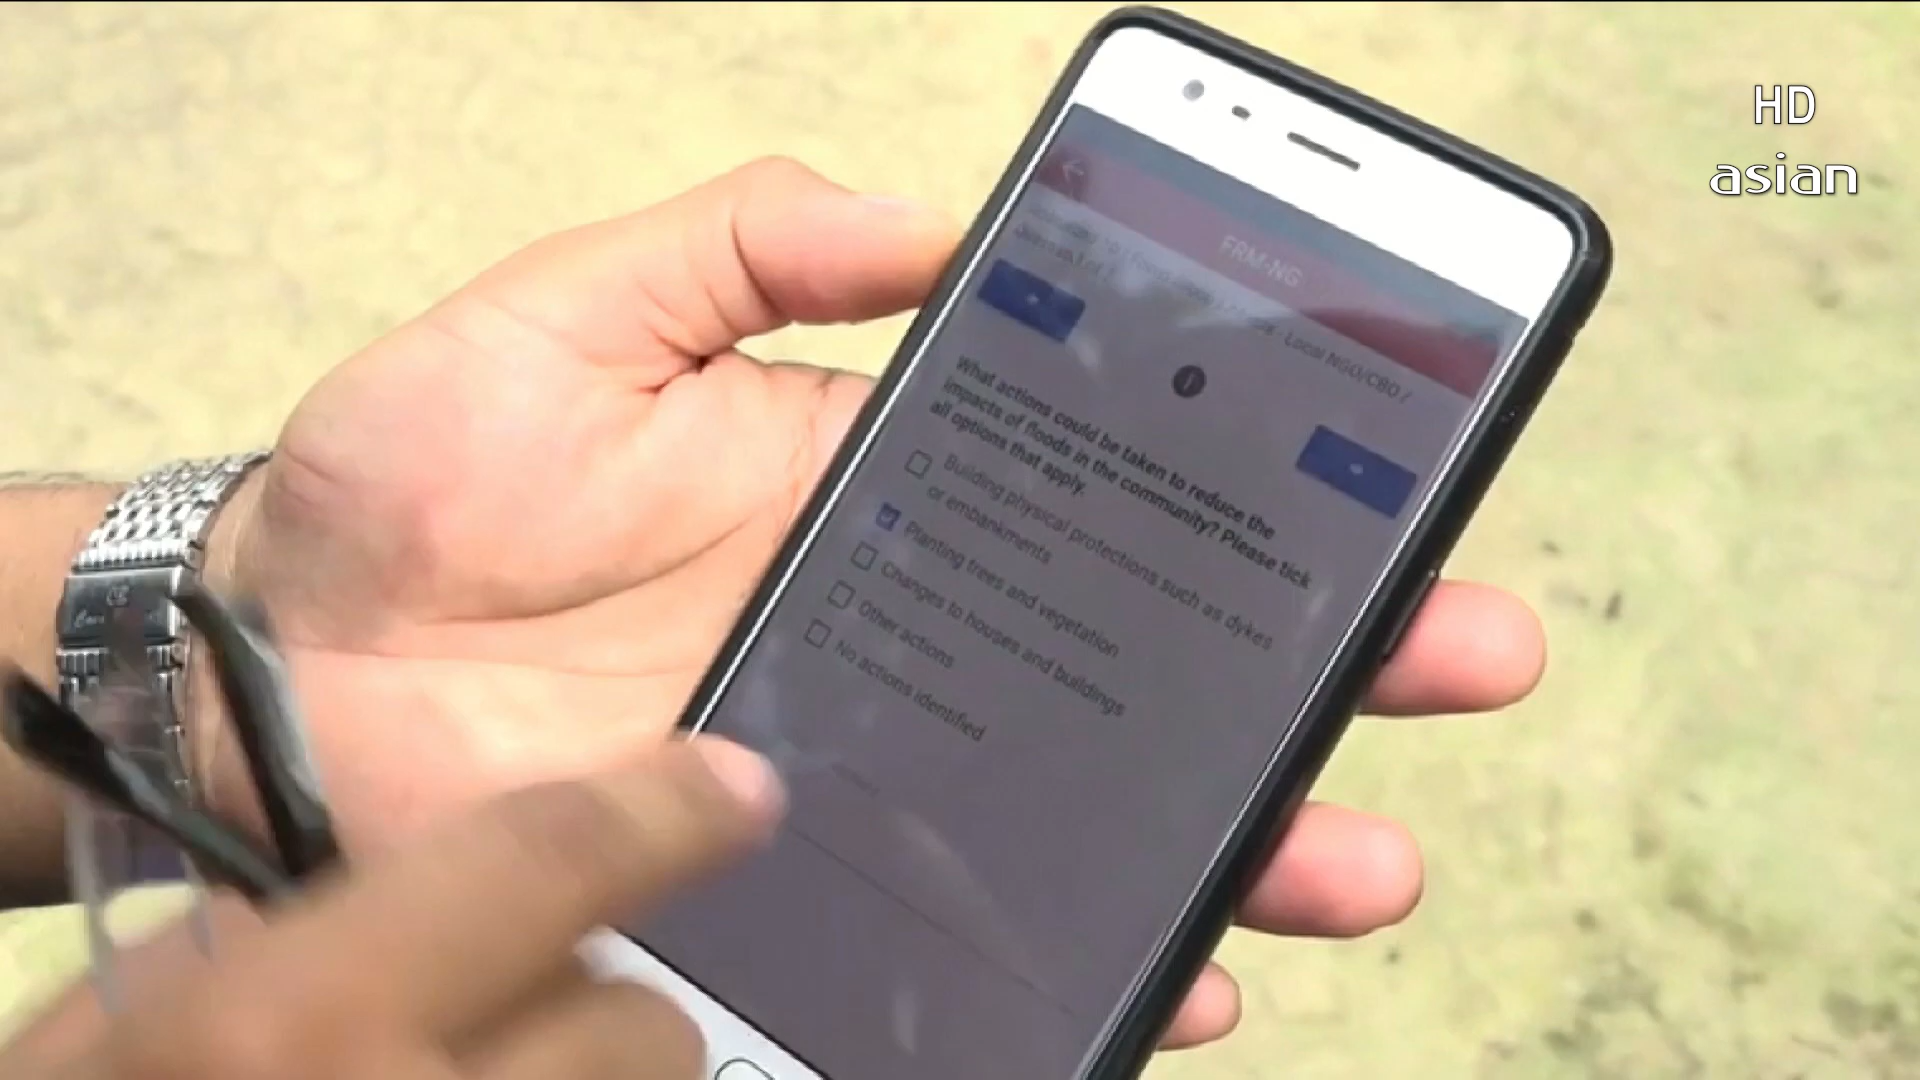 HD
asian
FRM-NG
- Local NGO/CBO /
What actions could be taken to reduce the
impacts of floods in the community? Please tick
all options that apply.
Building physical protections such as dykes
or embankments
Planting trees and vegetation
Changes to houses and buildings
Other actions
No actions identified